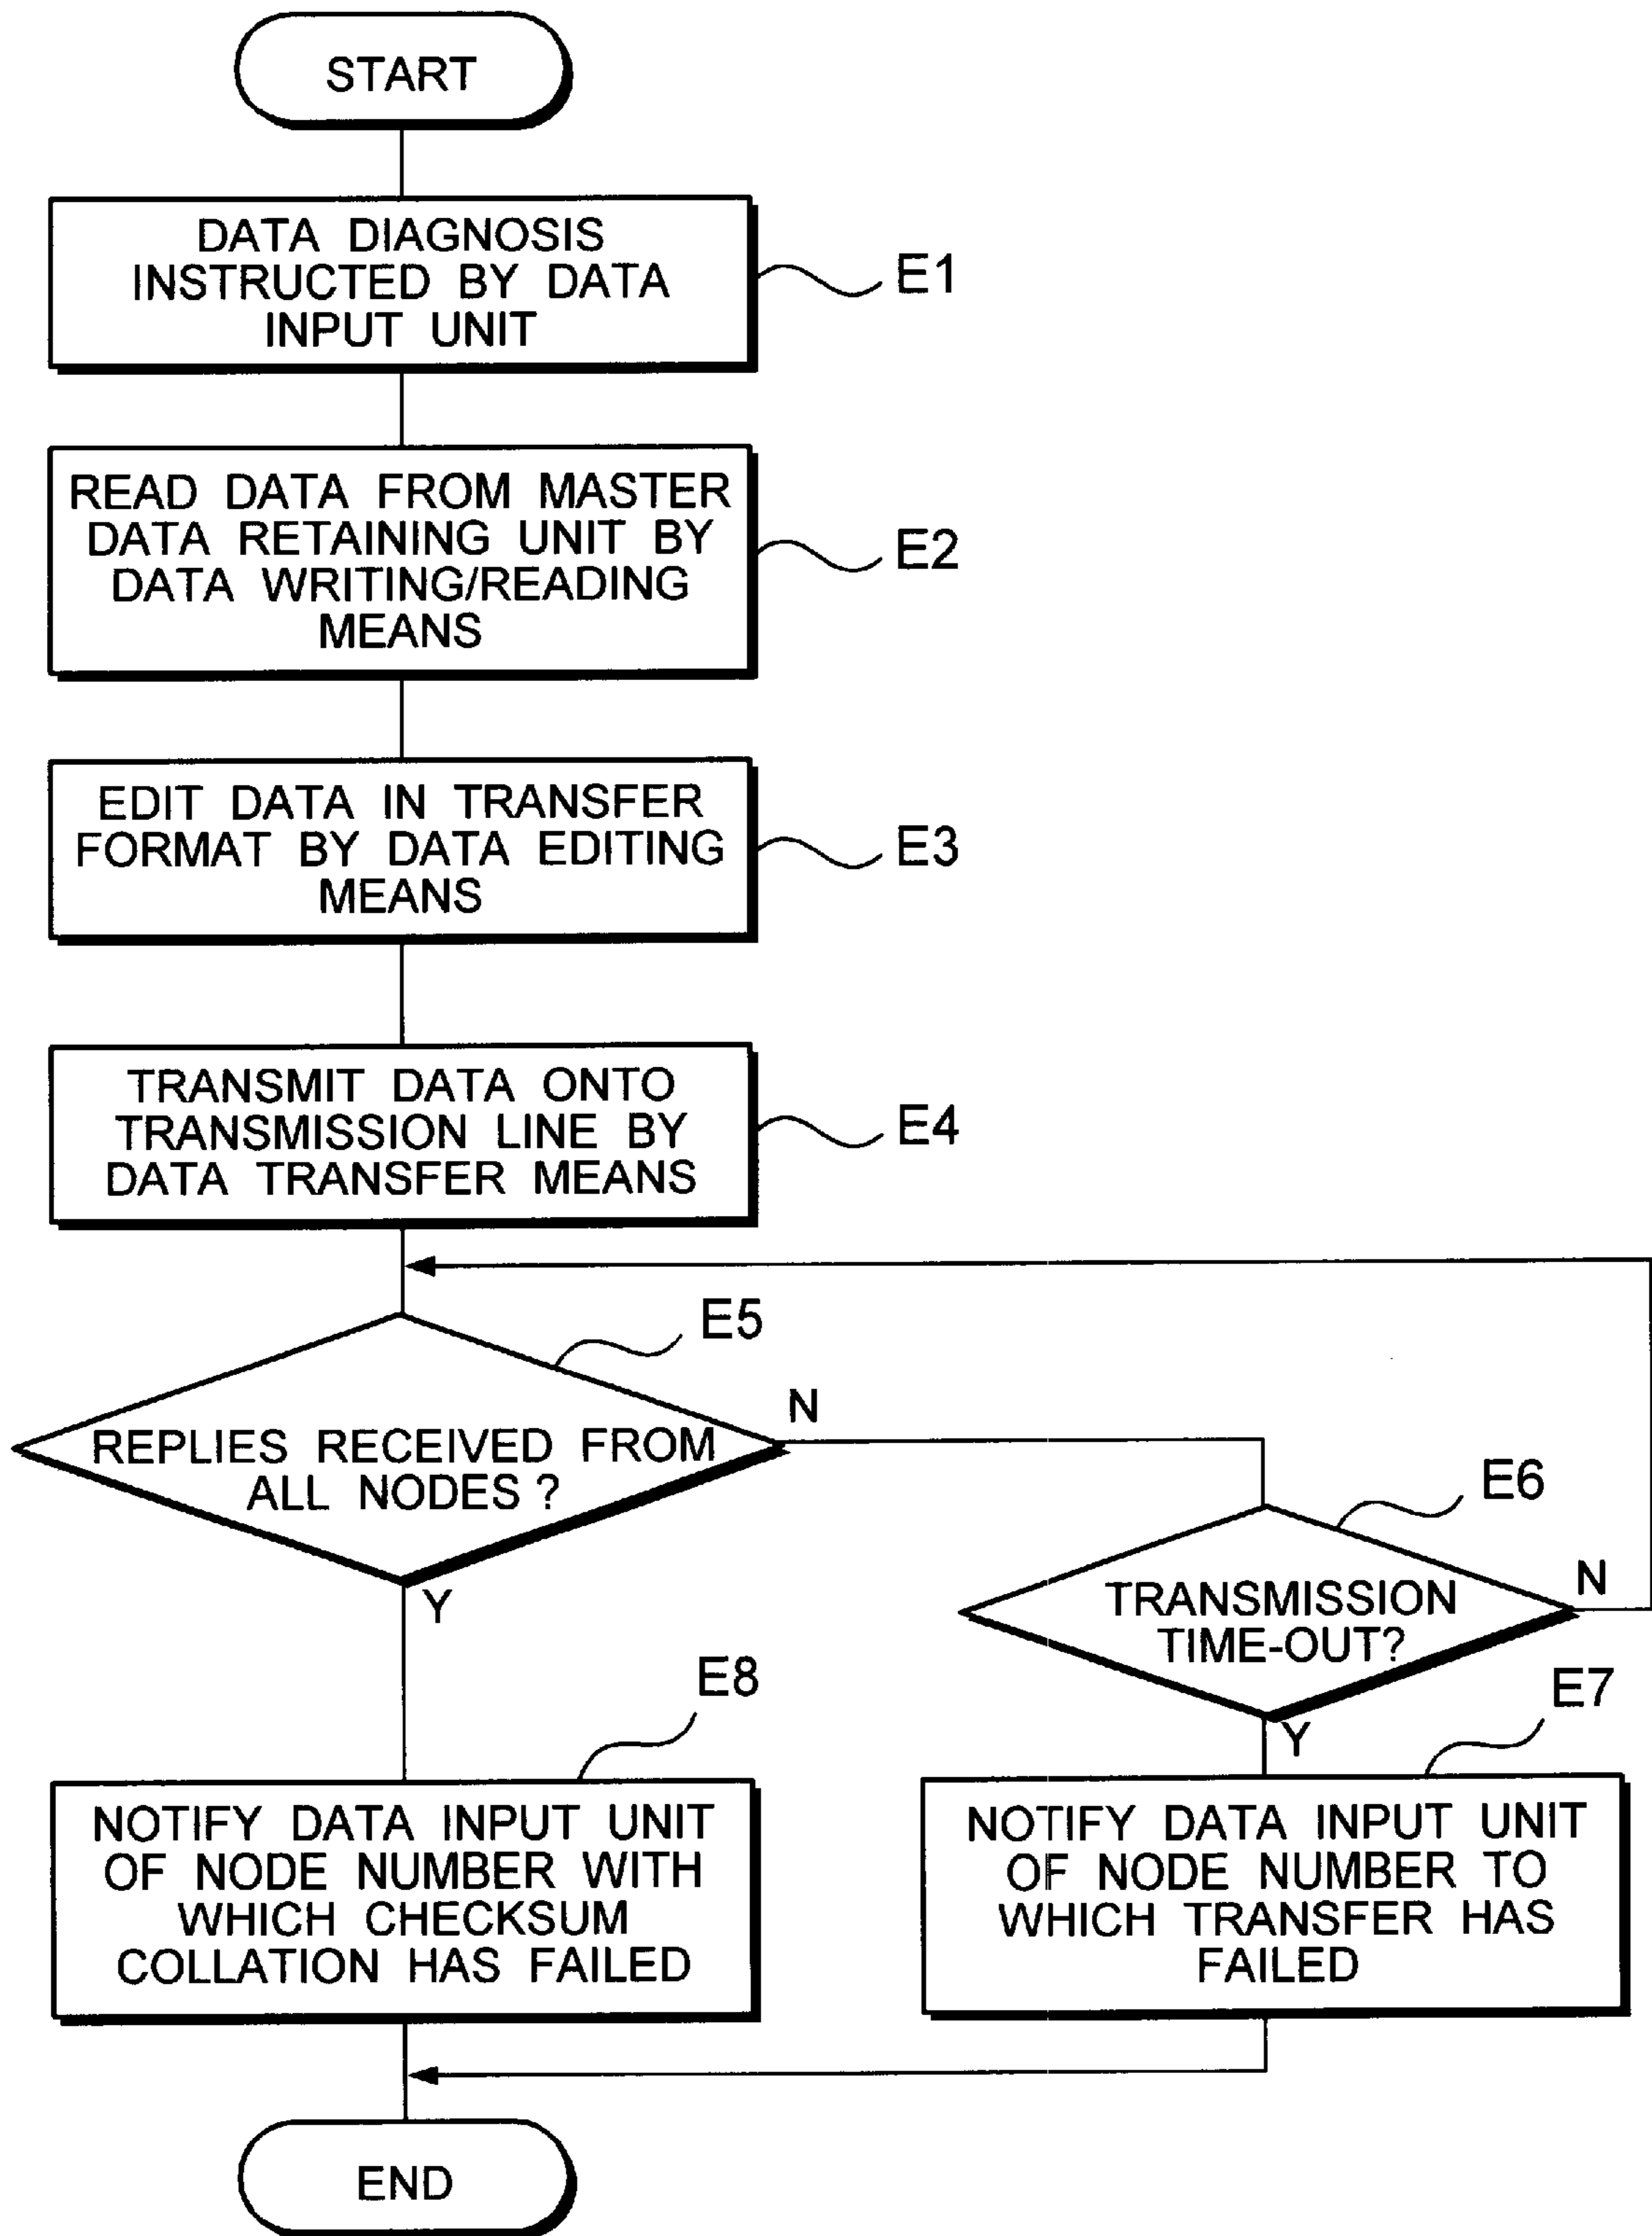 START
DATA DIAGNOSIS
INSTRUCTED BY DATA
INPUT UNIT
E1
READ DATA FROM MASTER
DATA RETAINING UNIT BY
DATA WRITING/READING
MEANS
E2
EDIT DATA IN TRANSFER
FORMAT BY DATA EDITING
MEANS
E3
TRANSMIT DATA ONTO
TRANSMISSION LINE BY
DATA TRANSFER MEANS
E4
E5
REPLIES RECEIVED FROM
ALL NODES ?
N
Y
E6
TRANSMISSION
TIME-OUT?
N
Y
E8
NOTIFY DATA INPUT UNIT
OF NODE NUMBER WITH
WHICH CHECKSUM
COLLATION HAS FAILED
E7
NOTIFY DATA INPUT UNIT
OF NODE NUMBER TO
WHICH TRANSFER HAS
FAILED
END